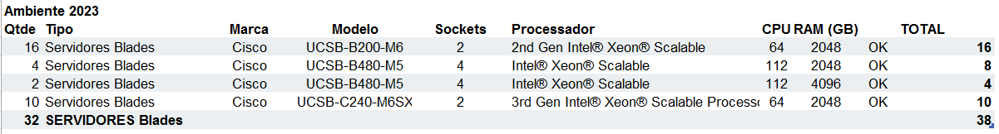 Ambiente 2023
Qtde Tipo Marca Modelo Sockets Processador CPU RAM (GB) TOTAL
16 Servidores Blades Cisco UCSB-B200-M6 2 2nd Gen Intel® Xeon® Scalable 64 2048 OK 16
4 Servidores Blades Cisco UCSB-B480-M5 4 Intel® Xeon® Scalable 112 2048 OK 8
2 Servidores Blades Cisco UCSB-B480-M5 4 Intel® Xeon® Scalable 112 4096 OK 4
10 Servidores Blades Cisco UCSB-C240-M6SX 2 3rd Gen Intel® Xeon® Scalable Processo 64 2048 OK 10
32 SERVIDORES Blades 38